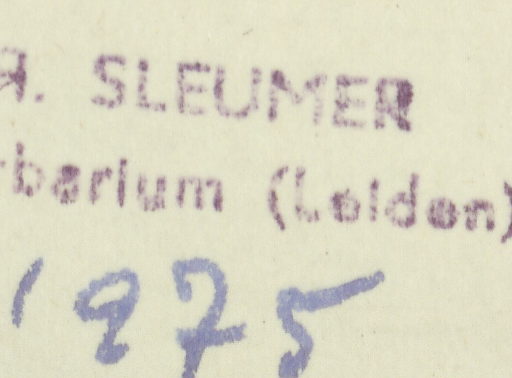 H. SLEUMER
rbarium (Leiden)
1975